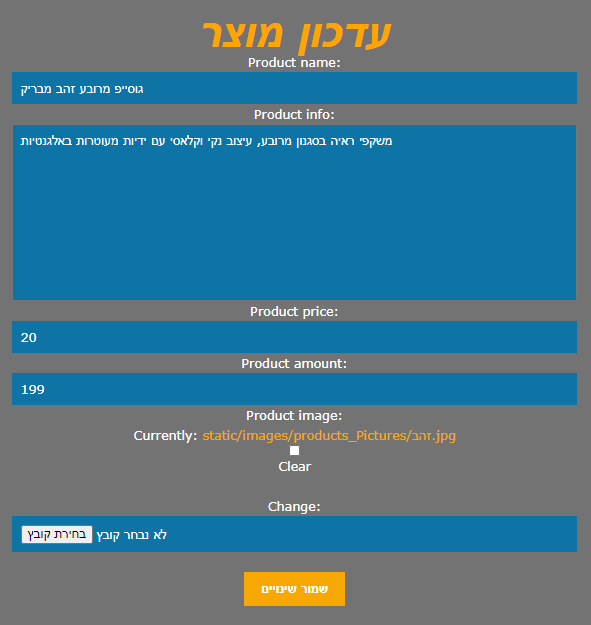 עדכון מוצר
Product name:
גוסייפ מרובע זהב מבריק
Product info:
משקפי ראיה בסגנון מרובע, עיצוב נקי וקלאסי עם ידיות מעוטרות באלגנטיות
Product price:
20
Product amount:
199
Product image:
Currently: static/images/products_Pictures/זהב.jpg
Clear
Change:
בחירת קובץ לא נבחר קובץ
שמור שינויים